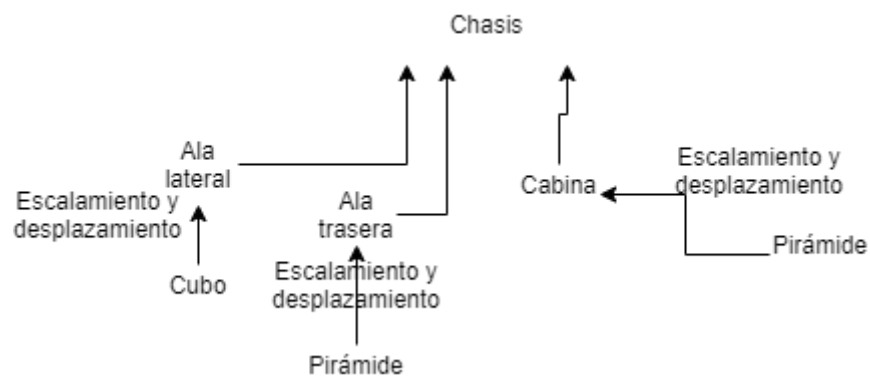 Chasis
Ala
lateral
Escalamiento y
desplazamiento
Cubo
Ala
trasera
Escalamiento y
desplazamiento
Pirámide
Cabina
Escalamiento y
desplazamiento
Pirámide